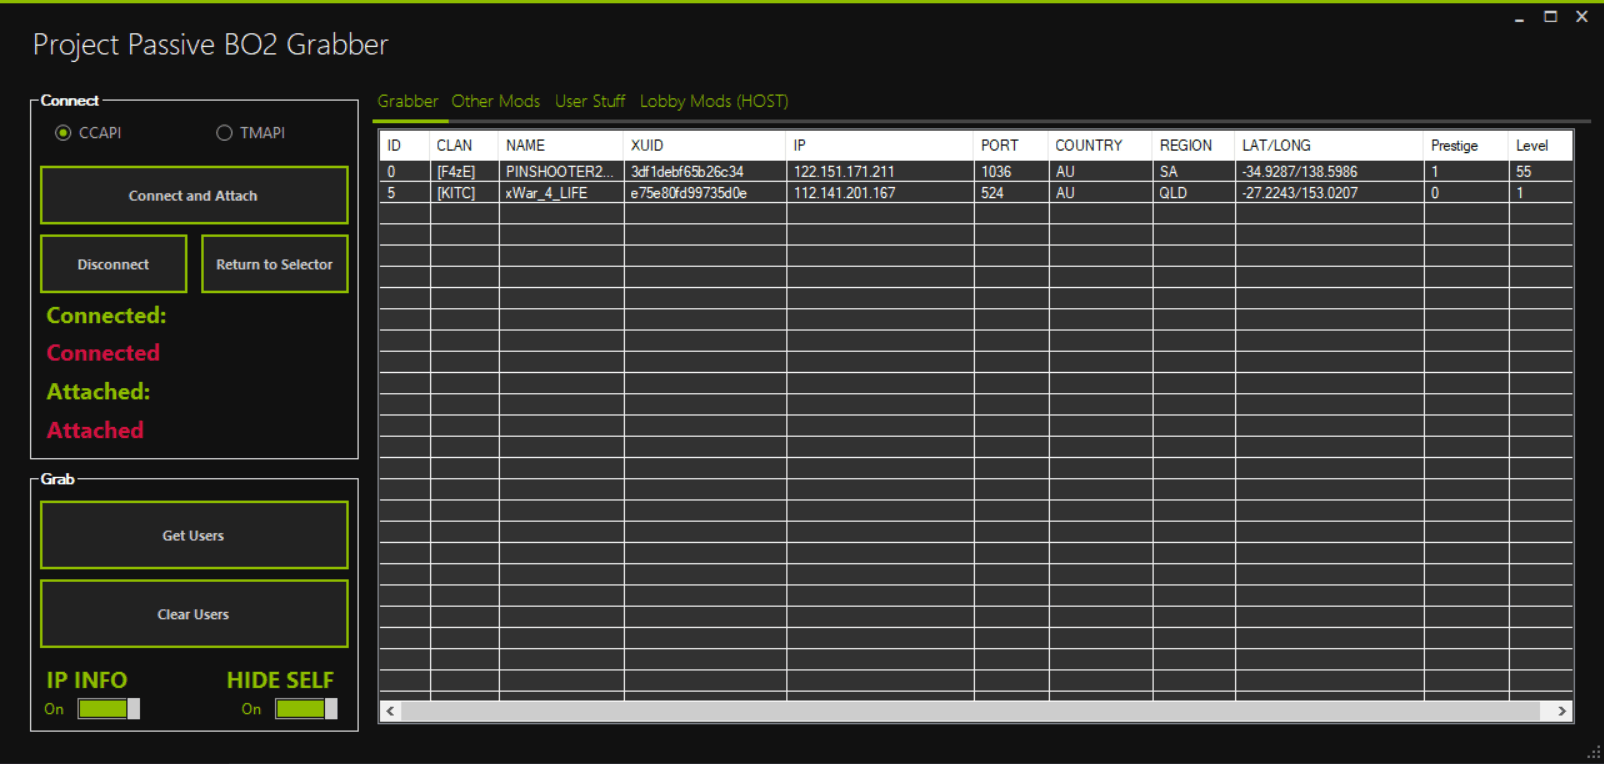 Project Passive BO2 Grabber
Connect
CCAPI TMAPI
Connect and Attach
Disconnect Return to Selector
Connected:
Connected
Attached:
Attached
Grab
Get Users
Clear Users
IP INFO HIDE SELF
On On
Grabber Other Mods User Stuff Lobby Mods (HOST)
ID CLAN NAME XUID IP PORT COUNTRY REGION LAT/LONG Prestige Level
0 [F4zE] PINSHOOTER2... 3df1debf65b26c34 122.151.171.211 1036 AU SA -34.9287/138.5986 1 55
5 [KITC] xWar_4_LIFE e75e80fd99735d0e 112.141.201.167 524 AU QLD -27.2243/153.0207 0 1